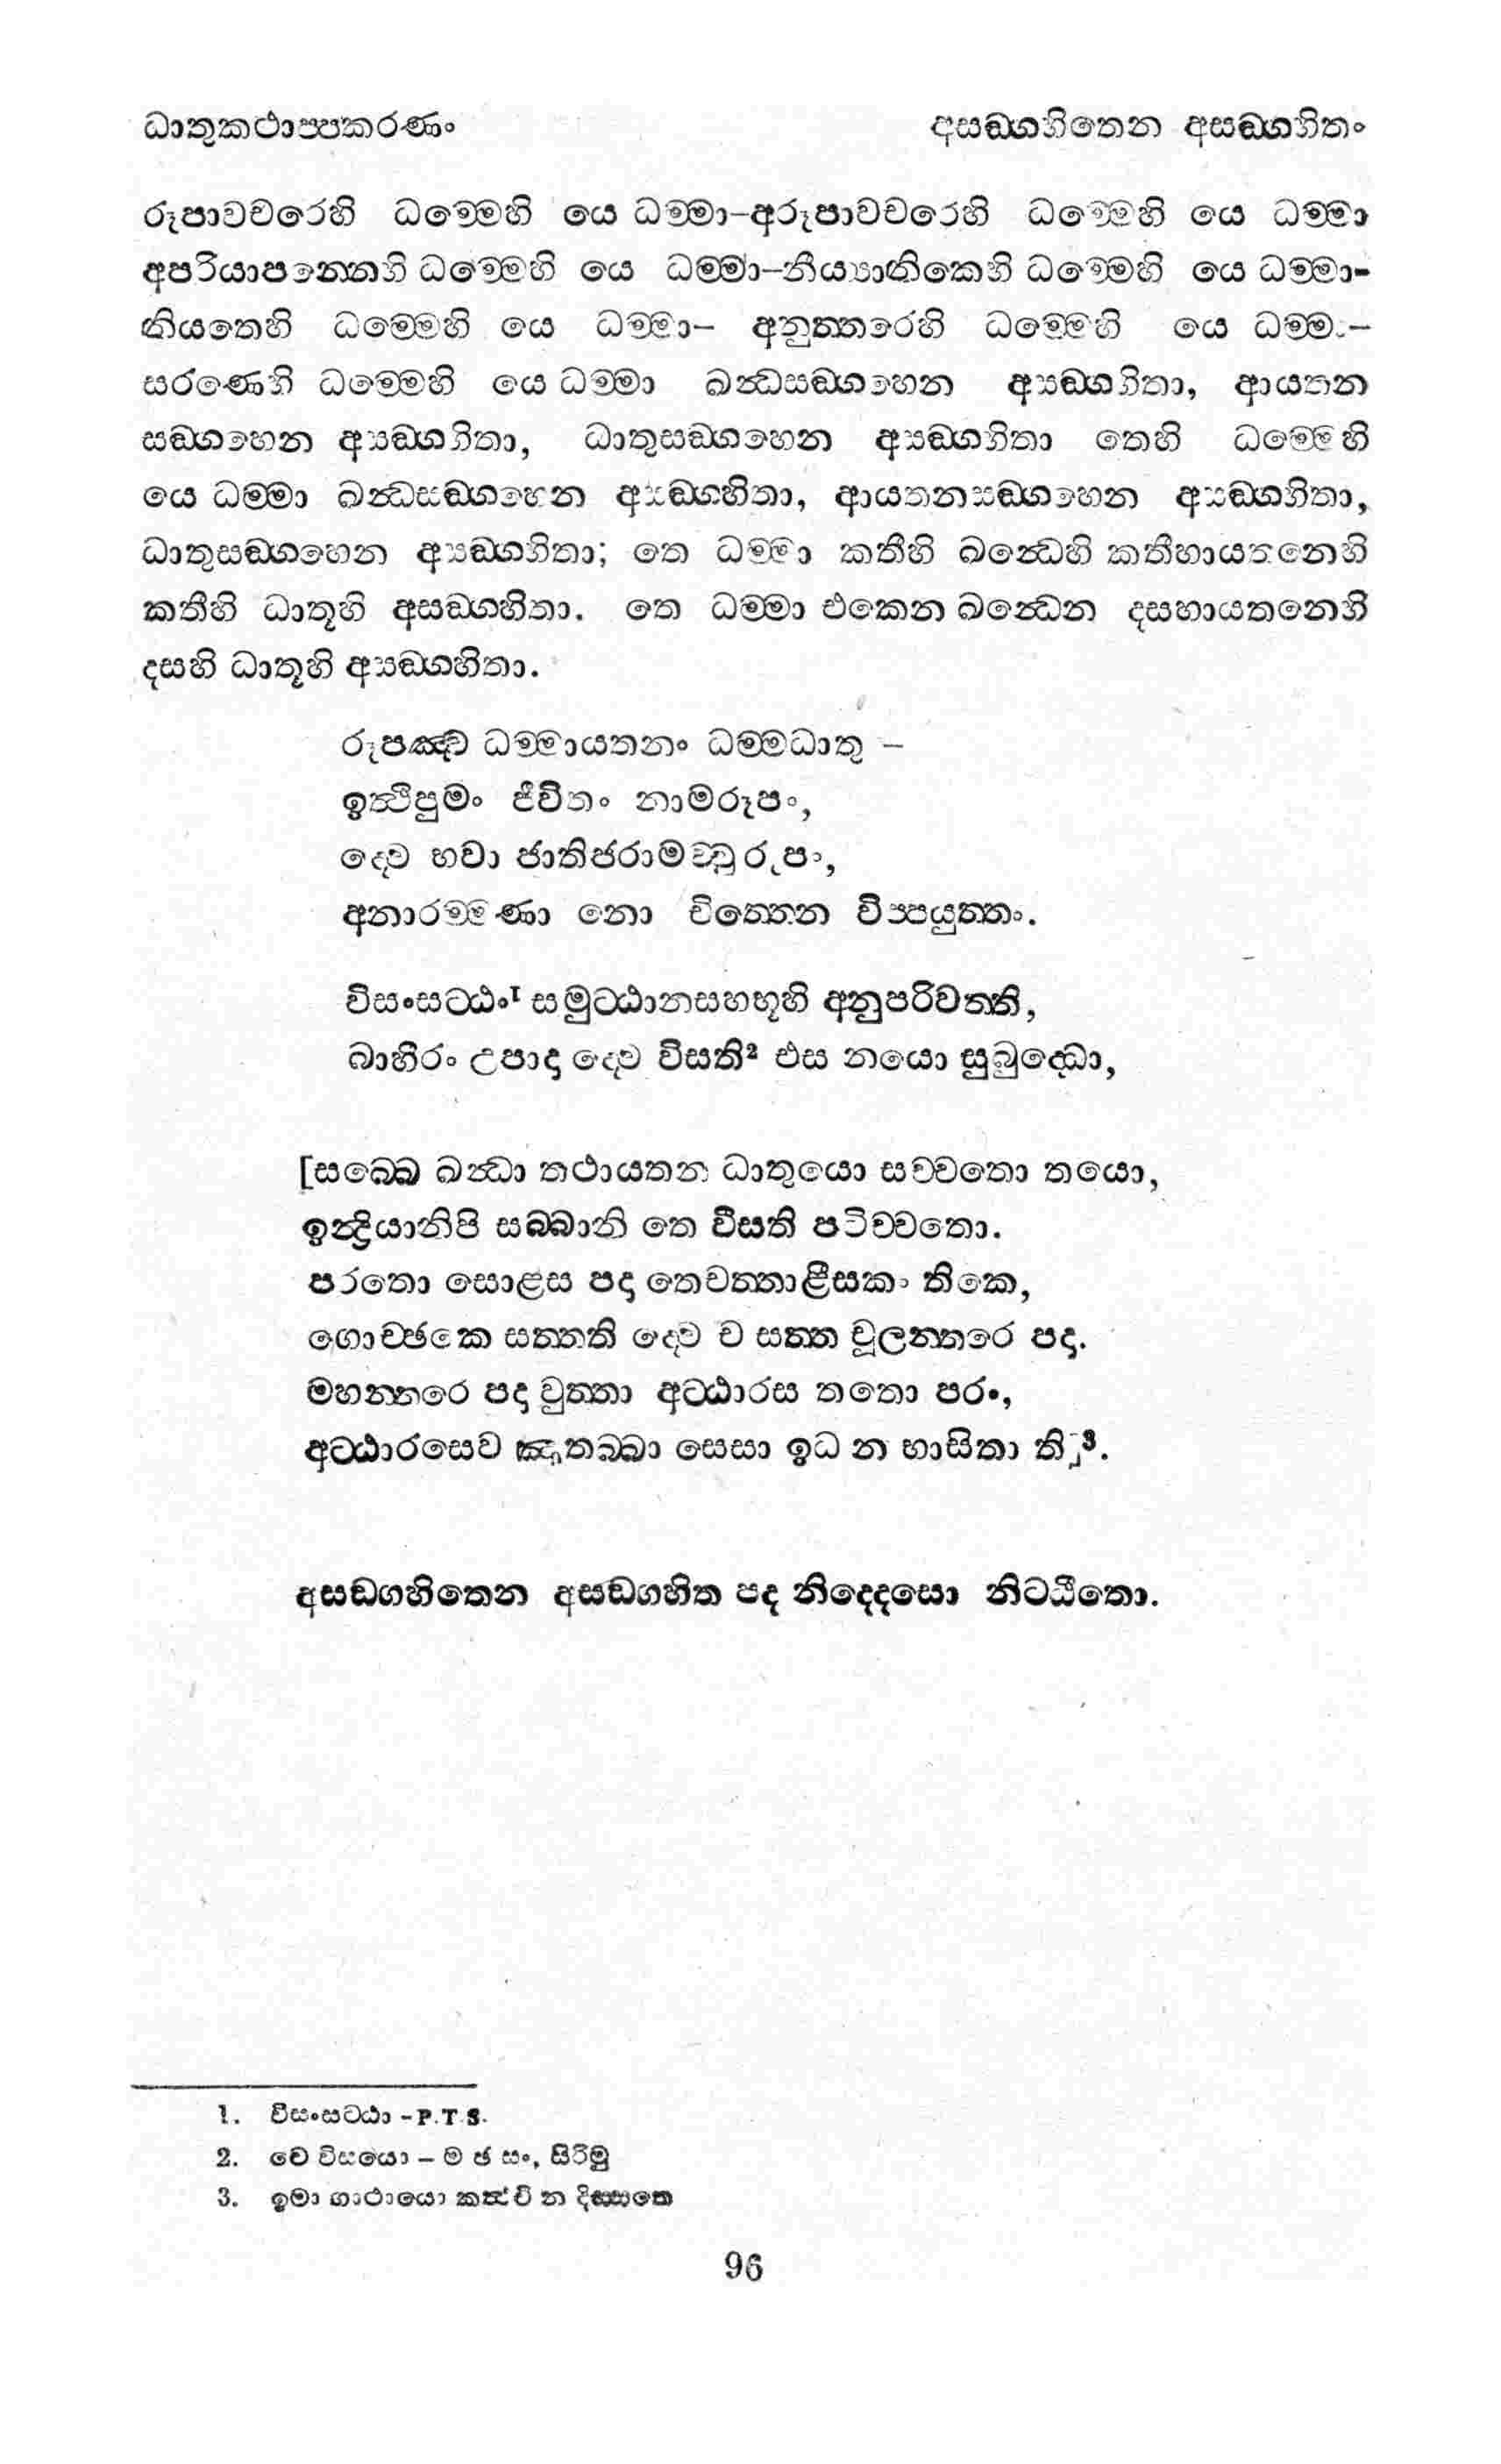 ධාතුකථාප්පකරණං අසඞ්ගහිතෙන අසඞ්ගහිතං
රූපාවචරෙහි ධම්මෙහි යෙ ධම්මා–අරූපාවචරෙහි ධම්මෙහි යෙ ධම්මා
අපරියාපන්නෙහි ධම්මෙහි යෙ ධම්මා–නීය්‍යානිකෙහි ධම්මෙහි යෙ ධම්මා-
නියතෙහි ධම්මෙහි යෙ ධම්මා– අනුත්තරෙහි ධම්මෙහි යෙ ධම්මා–
සරණෙහි ධම්මෙහි යෙ ධම්මා ඛන්ධසඞ්ගහෙන අසඞ්ගහිතා, ආයතන
සඞ්ගහෙන අසඞ්ගහිතා, ධාතුසඞ්ගහෙන අසඞ්ගහිතා තෙහි ධම්මෙහි
යෙ ධම්මා ඛන්ධසඞ්ගහෙන අසඞ්ගහිතා, ආයතනසඞ්ගහෙන අසඞ්ගහිතා,
ධාතුසඞ්ගහෙන අසඞ්ගහිතා; තෙ ධම්මා කතීහි ඛන්ධෙහි කතීහායතනෙහි
කතීහි ධාතූහි අසඞ්ගහිතා. තෙ ධම්මා එකෙන ඛන්ධෙන දසහායතනෙහි
දසහි ධාතූහි අසඞ්ගහිතා.
රූපඤ්ච ධම්මායතනං ධම්මධාතු –
ඉත්ථිපුමං ජීවිතං නාමරූපං,
ද්වෙ භවා ජාතිජරාමච්චුරූපං,
අනාරම්මණා නො චිත්තෙන විප්පයුත්තං.
විසංසට්ඨං¹ සමුට්ඨානසහභූහි අනුපරිවත්ති,
බාහිරං උපාදා ද්වෙ විසති² එස නයො සුබුද්ධො,
[සබ්බෙ ඛන්ධා තථායතන ධාතුයො සච්චතො තයො,
ඉන්ද්‍රියානිපි සබ්බානි තෙ වීසති පටිච්චතො.
පරතො සොළස පදා තෙචත්තාළීසකං තිකෙ,
ගොච්ඡකෙ සත්තති ද්වෙ ච සත්ත චූලන්තරෙ පදා.
මහන්තරෙ පදා වුත්තා අට්ඨාරස තතො පරං,
අට්ඨාරසෙව ඤාතබ්බා සෙසා ඉධ න භාසිතා ති]³.
අසඞ්ගහිතෙන අසඞ්ගහිත පද නිද්දෙසො නිට්ඨිතො.
1. විසංසට්ඨා -P.T.S.
2. වෙ විසයො – ම ඡ සං, සිරිමු
3. ඉමා ගාථායො කත්ථචි න දිස්සතෙ
96